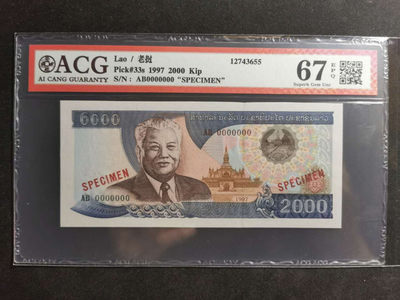 ACG
AI CANG GUARANTY
Lao / 老挝
Pick#33s 1997 2000 Kip
S/N : AB0000000 "SPECIMEN"
12743655
67 EPQ
Superb Gem Unc
AB 0000000
SPECIMEN
SPECIMEN
AB 0000000
1997
2000